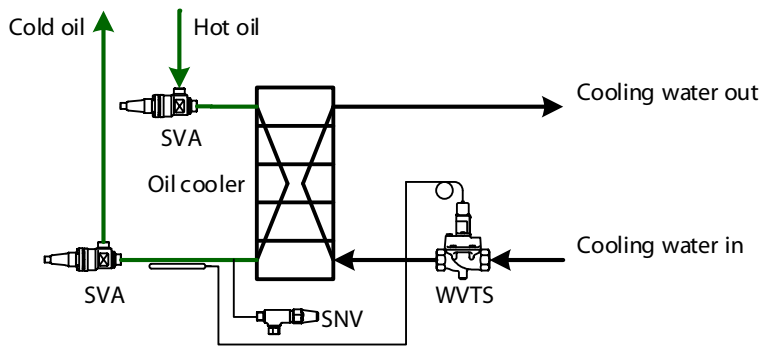 Cold oil
Hot oil
Cooling water out
SVA
Oil cooler
Cooling water in
SVA
WVTS
SNV